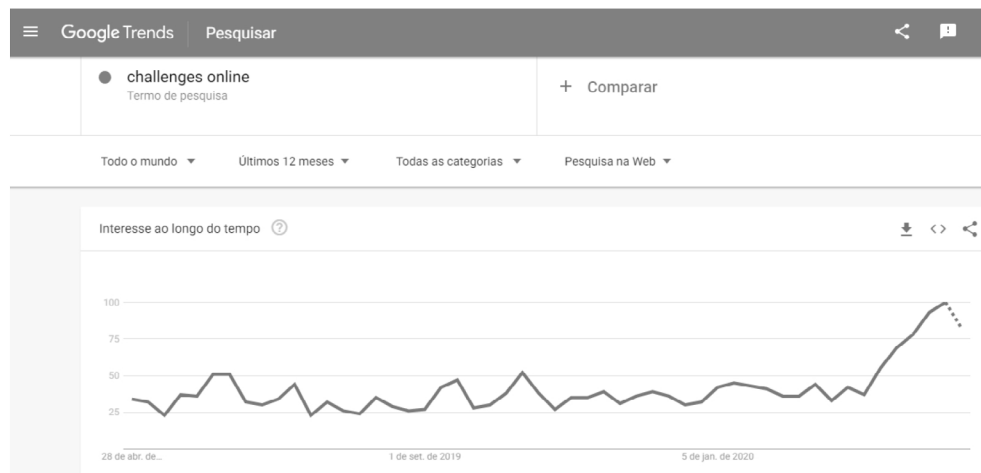 Google Trends Pesquisar
challenges online
Termo de pesquisa
+ Comparar
Todo o mundo Últimos 12 meses Todas as categorias Pesquisa na Web
Interesse ao longo do tempo ?
100
75
50
25
28 de abr. de... 1 de set. de 2019 5 de jan. de 2020